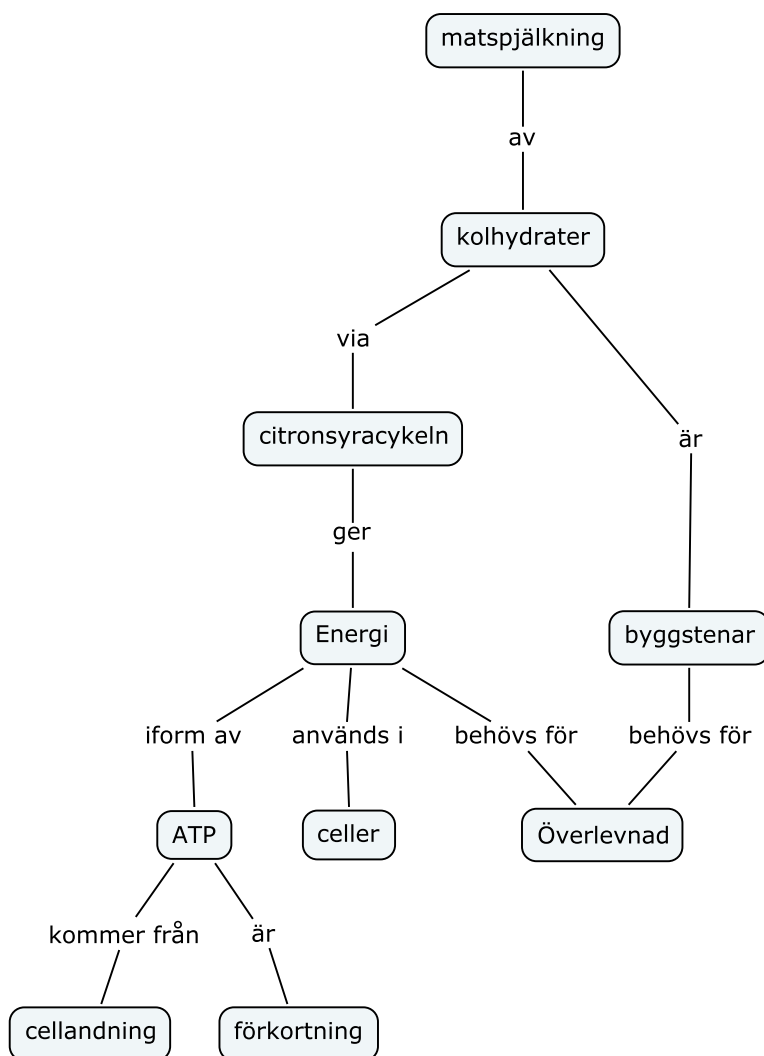 matspjälkning
av
kolhydrater
via
citronsyracykeln
är
ger
Energi
byggstenar
iform av
används i
behövs för
behövs för
ATP
celler
Överlevnad
kommer från
är
cellandning
förkortning